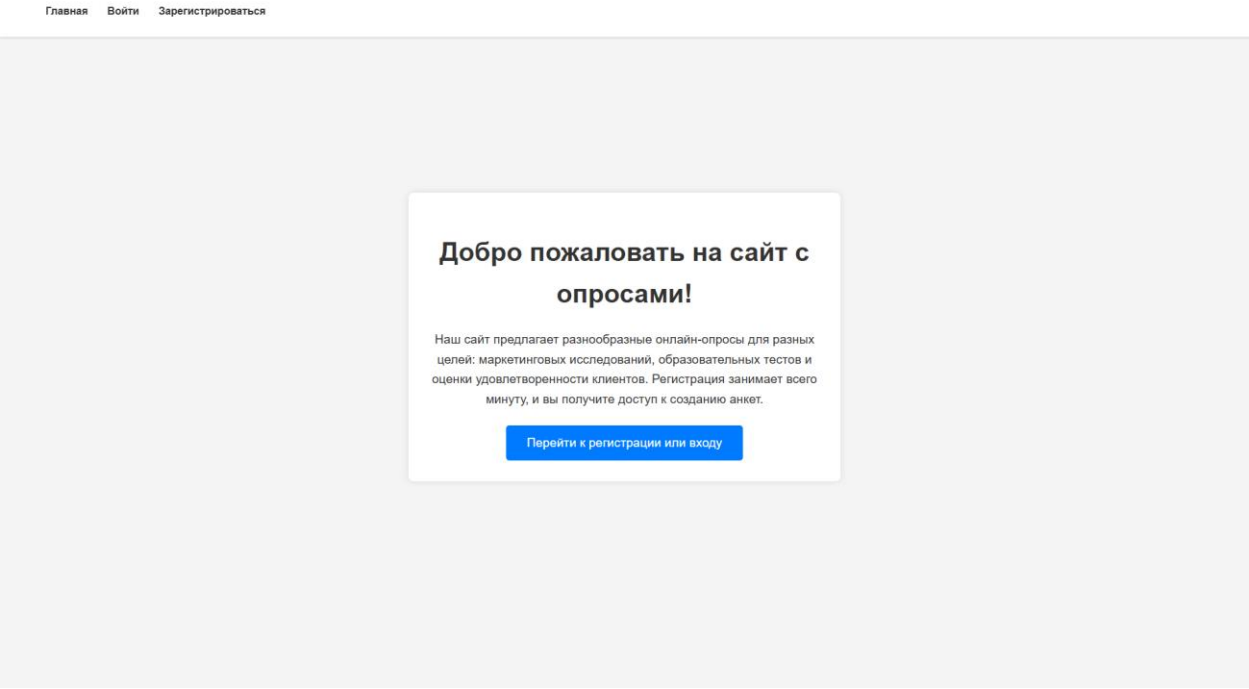 Главная Войти Зарегистрироваться
Добро пожаловать на сайт с
опросами!
Наш сайт предлагает разнообразные онлайн-опросы для разных
целей: маркетинговых исследований, образовательных тестов и
оценки удовлетворенности клиентов. Регистрация занимает всего
минуту, и вы получите доступ к созданию анкет.
Перейти к регистрации или входу